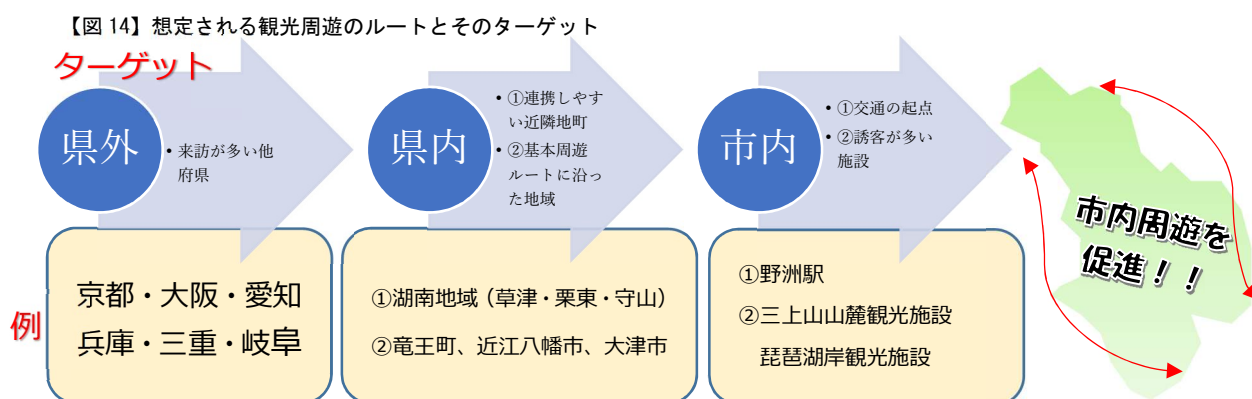 【図 14】想定される観光周遊のルートとそのターゲット
ターゲット
県外
• 来訪が多い他
府県
県内
• ①連携しやす
い近隣地町
• ②基本周遊
ルートに沿っ
た地域
市内
• ①交通の起点
• ②誘客が多い
施設
例
京都・大阪・愛知
兵庫・三重・岐阜
①湖南地域（草津・栗東・守山）
②竜王町、近江八幡市、大津市
①野洲駅
②三上山山麓観光施設
琵琶湖岸観光施設
市内周遊を
促進！！